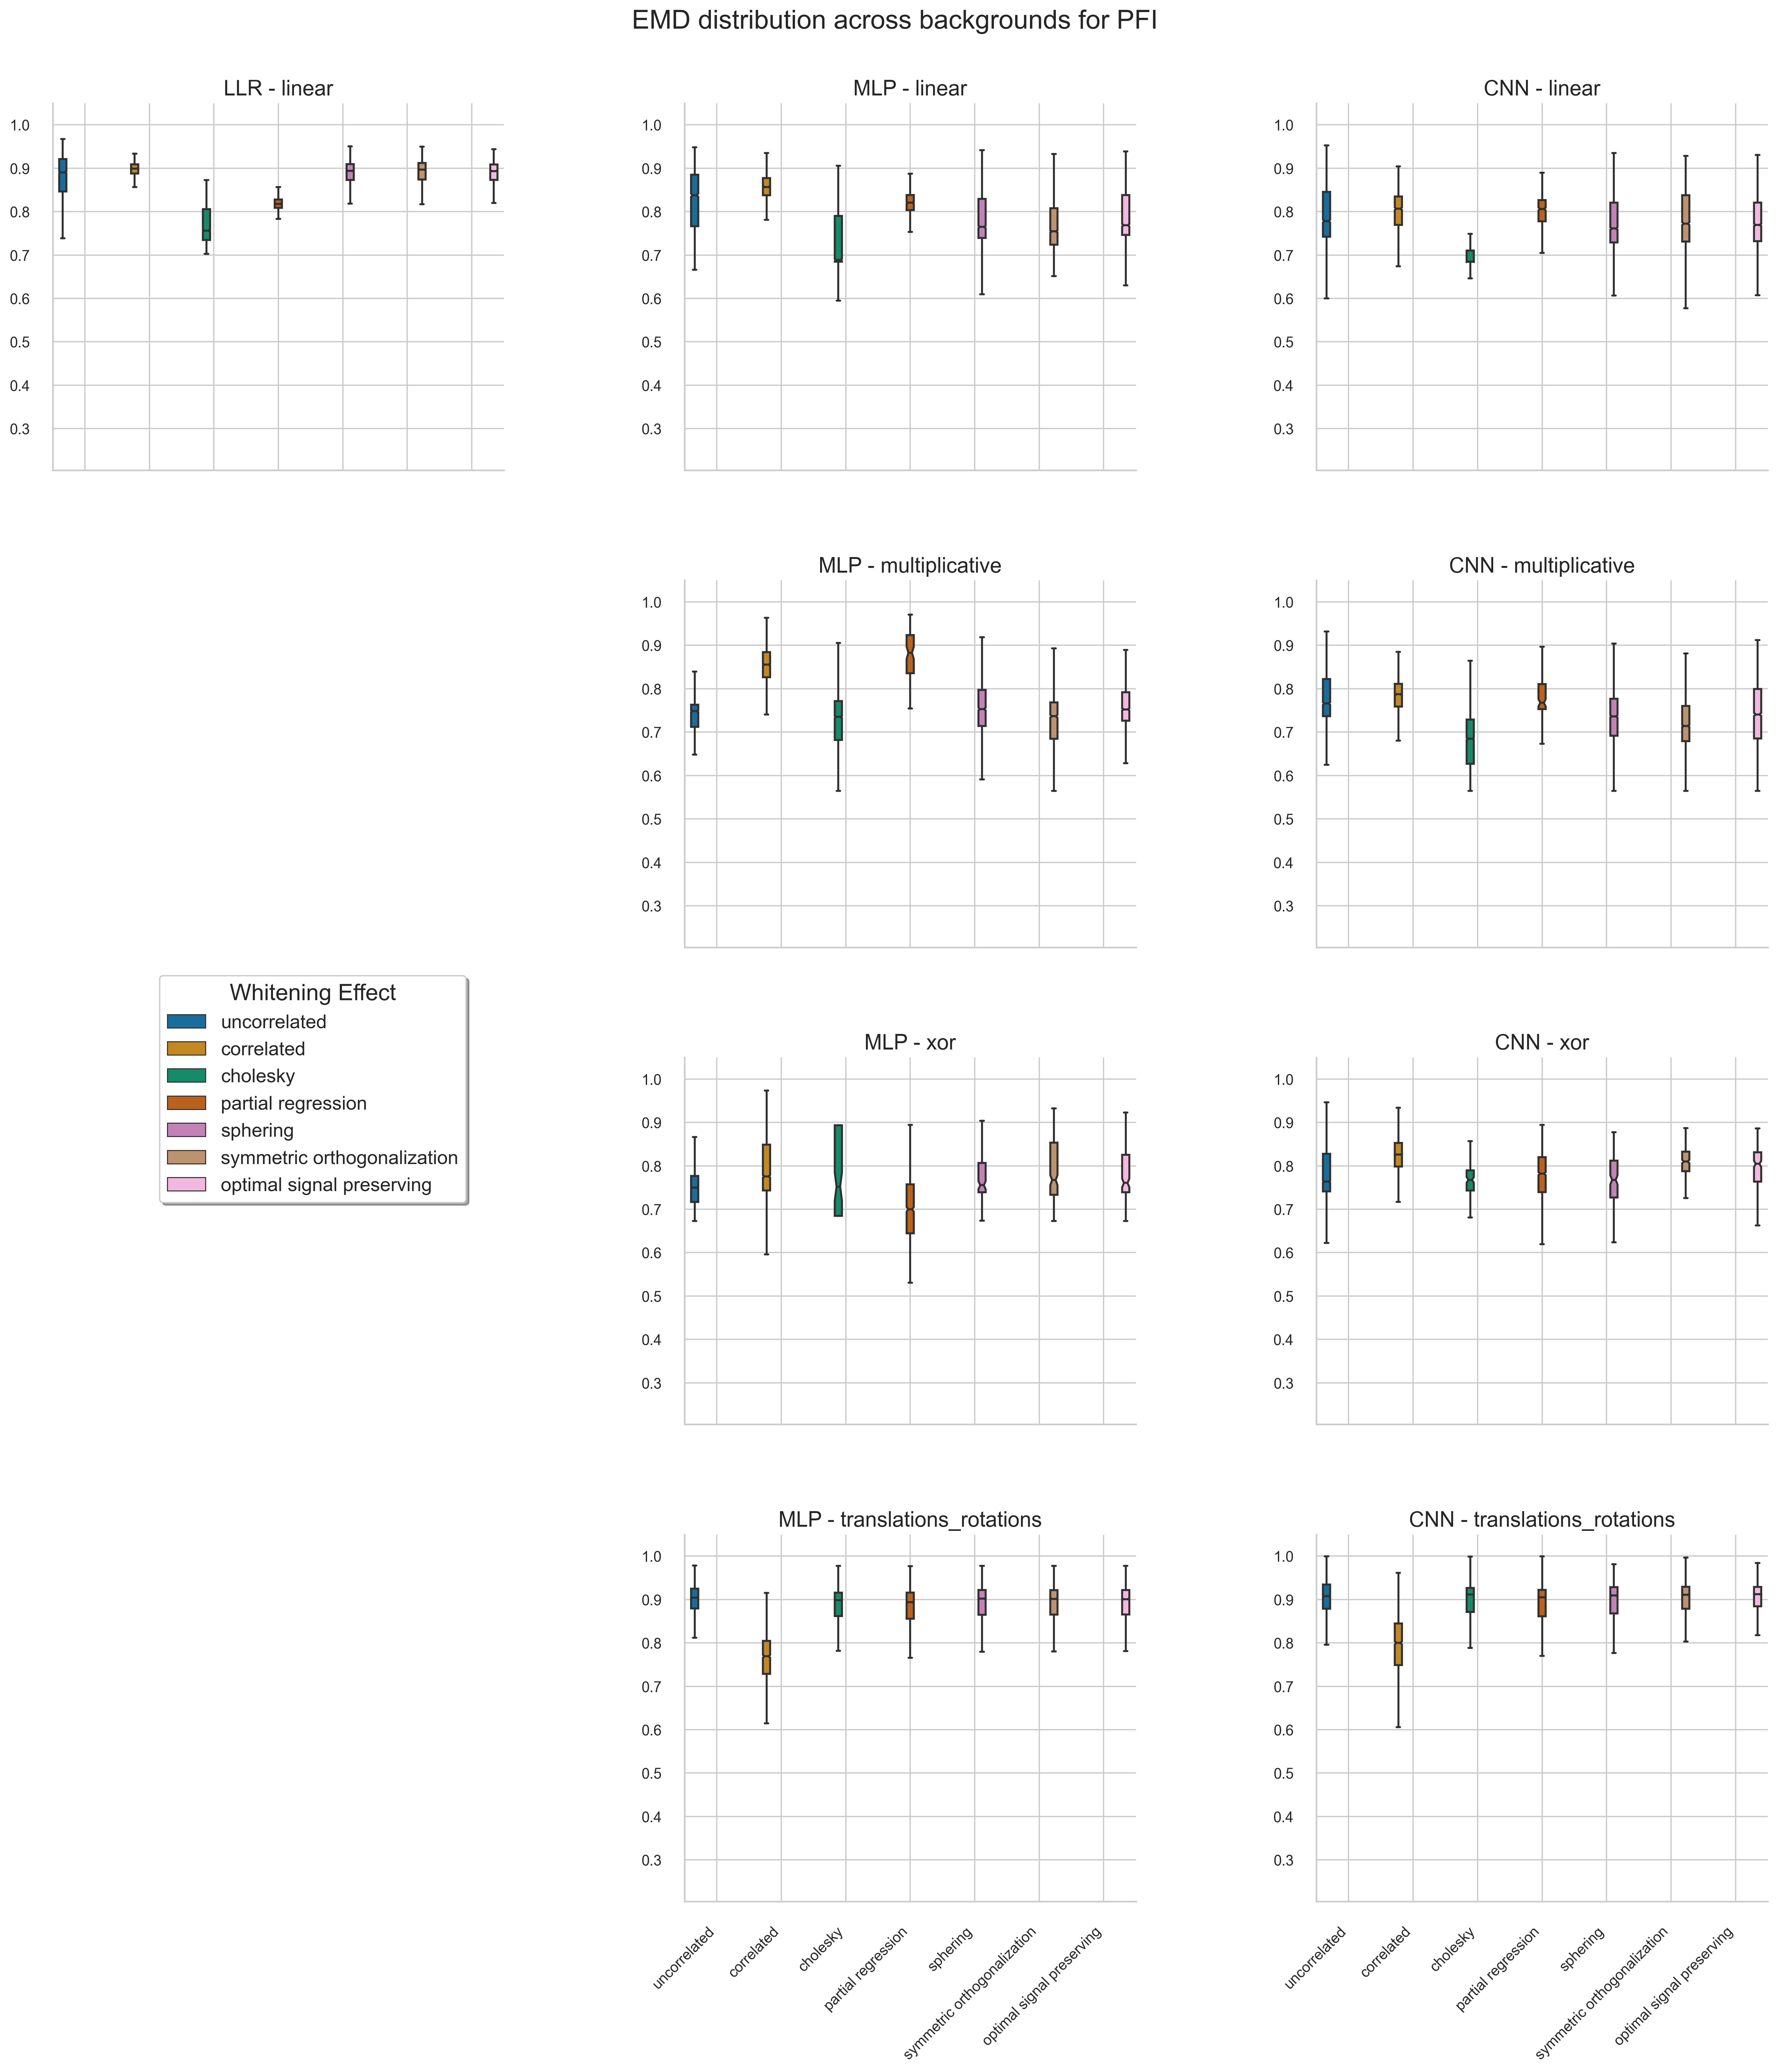 EMD distribution across backgrounds for PFI
LLR - linear
MLP - linear
CNN - linear
1.0
0.9
0.8
0.7
0.6
0.5
0.4
0.3
1.0
0.9
0.8
0.7
0.6
0.5
0.4
0.3
1.0
0.9
0.8
0.7
0.6
0.5
0.4
0.3
MLP - multiplicative
CNN - multiplicative
1.0
0.9
0.8
0.7
0.6
0.5
0.4
0.3
1.0
0.9
0.8
0.7
0.6
0.5
0.4
0.3
Whitening Effect
uncorrelated
correlated
cholesky
partial regression
sphering
symmetric orthogonalization
optimal signal preserving
MLP - xor
CNN - xor
1.0
0.9
0.8
0.7
0.6
0.5
0.4
0.3
1.0
0.9
0.8
0.7
0.6
0.5
0.4
0.3
MLP - translations_rotations
CNN - translations_rotations
1.0
0.9
0.8
0.7
0.6
0.5
0.4
0.3
1.0
0.9
0.8
0.7
0.6
0.5
0.4
0.3
uncorrelated
correlated
cholesky
partial regression
sphering
symmetric orthogonalization
optimal signal preserving
uncorrelated
correlated
cholesky
partial regression
sphering
symmetric orthogonalization
optimal signal preserving